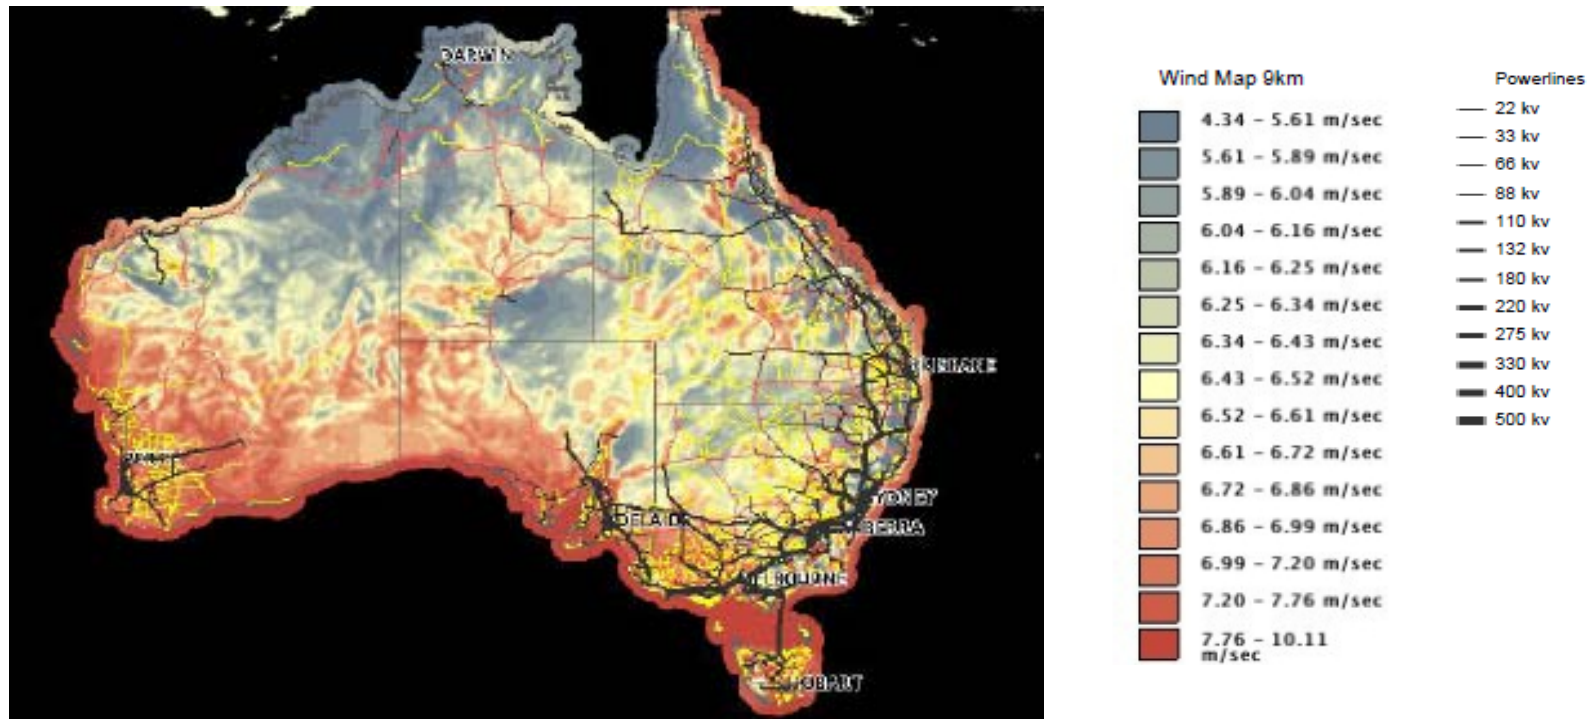 DARWIN
BRISBANE
PERTH
SYDNEY
ADELAIDE
MELBOURNE
HOBART
Wind Map 9km
4.34 - 5.61 m/sec
5.61 - 5.89 m/sec
5.89 - 6.04 m/sec
6.04 - 6.16 m/sec
6.16 - 6.25 m/sec
6.25 - 6.34 m/sec
6.34 - 6.43 m/sec
6.43 - 6.52 m/sec
6.52 - 6.61 m/sec
6.61 - 6.72 m/sec
6.72 - 6.86 m/sec
6.86 - 6.99 m/sec
6.99 - 7.20 m/sec
7.20 - 7.76 m/sec
7.76 - 10.11
m/sec
Powerlines
22 kv
33 kv
66 kv
88 kv
110 kv
132 kv
180 kv
220 kv
275 kv
330 kv
400 kv
500 kv